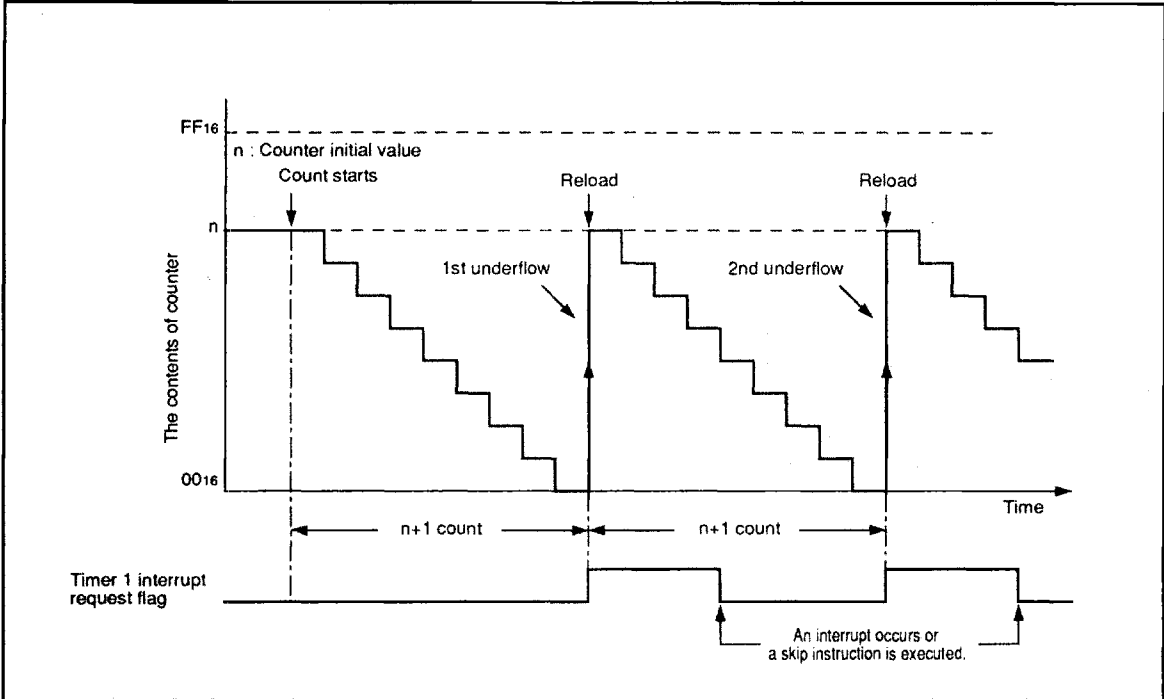 FF16
n : Counter initial value
Count starts
Reload
Reload
n
1st underflow
2nd underflow
The contents of counter
0016
Time
n+1 count
n+1 count
Timer 1 interrupt
request flag
An interrupt occurs or
a skip instruction is executed.